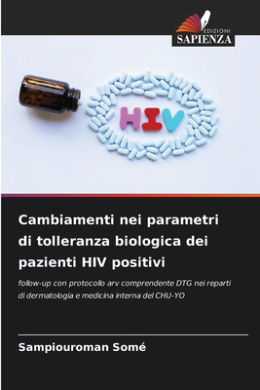 EDIZIONI
SAPIENZA
HIV
Cambiamenti nei parametri
di tolleranza biologica dei
pazienti HIV positivi
follow-up con protocollo arv comprendente DTG nei reparti
di dermatologia e medicina interna del CHU-YO
Sampiouroman Somé